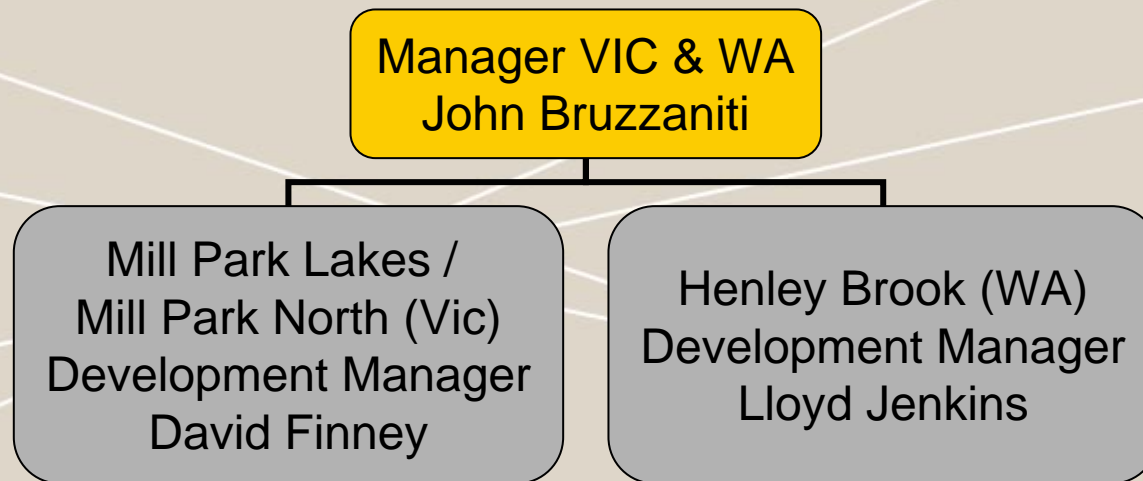 Manager VIC & WA
John Bruzzaniti
Mill Park Lakes /
Mill Park North (Vic)
Development Manager
David Finney
Henley Brook (WA)
Development Manager
Lloyd Jenkins